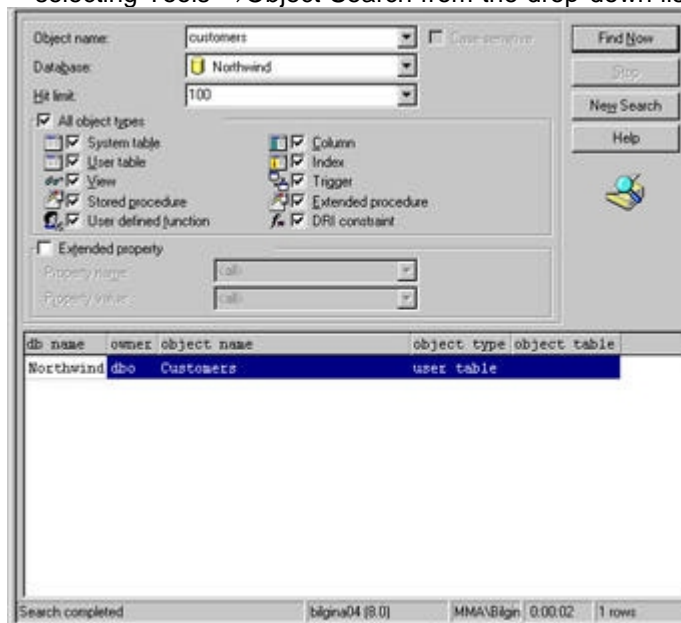 selecting Tools → Object Search from the drop-down lis
Object name: customers Case sensitive Find Now
Database: Northwind Stop
Hit limit: 100 New Search
All object types Help
System table Column
User table Index
View Trigger
Stored procedure Extended procedure
User defined function DRI constraint
Extended property
Property name: <all>
Property value: <all>
db name owner object name object type object table
Northwind dbo Customers user table
Search completed bilgina04 (8.0) MMA\Bilgin 0:00:02 1 rows